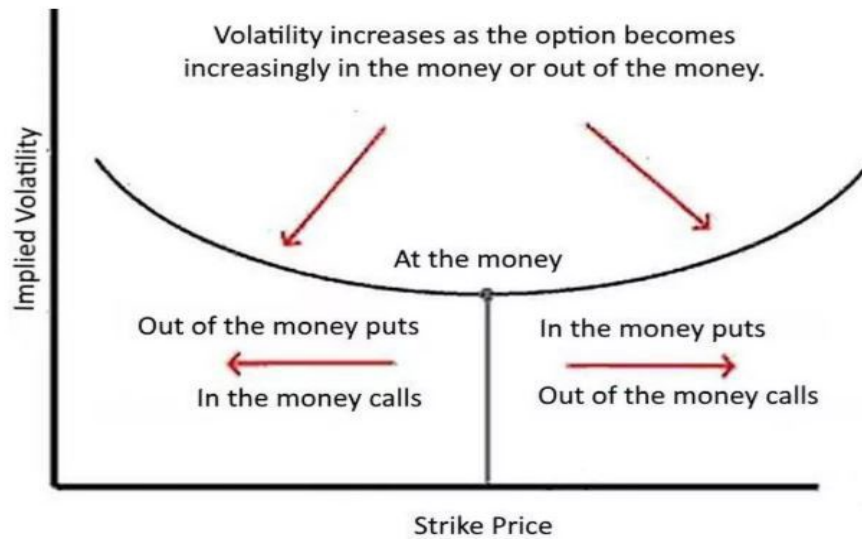 Volatility increases as the option becomes
increasingly in the money or out of the money.
Implied Volatility
At the money
Out of the money puts
In the money calls
In the money puts
Out of the money calls
Strike Price